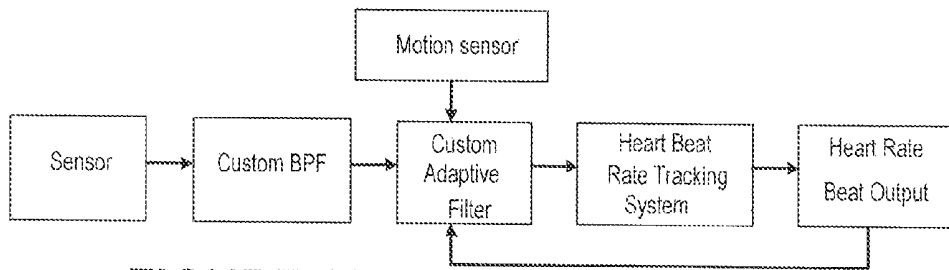 Motion sensor
Sensor
Custom BPF
Custom
Adaptive
Filter
Heart Beat
Rate Tracking
System
Heart Rate
Beat Output